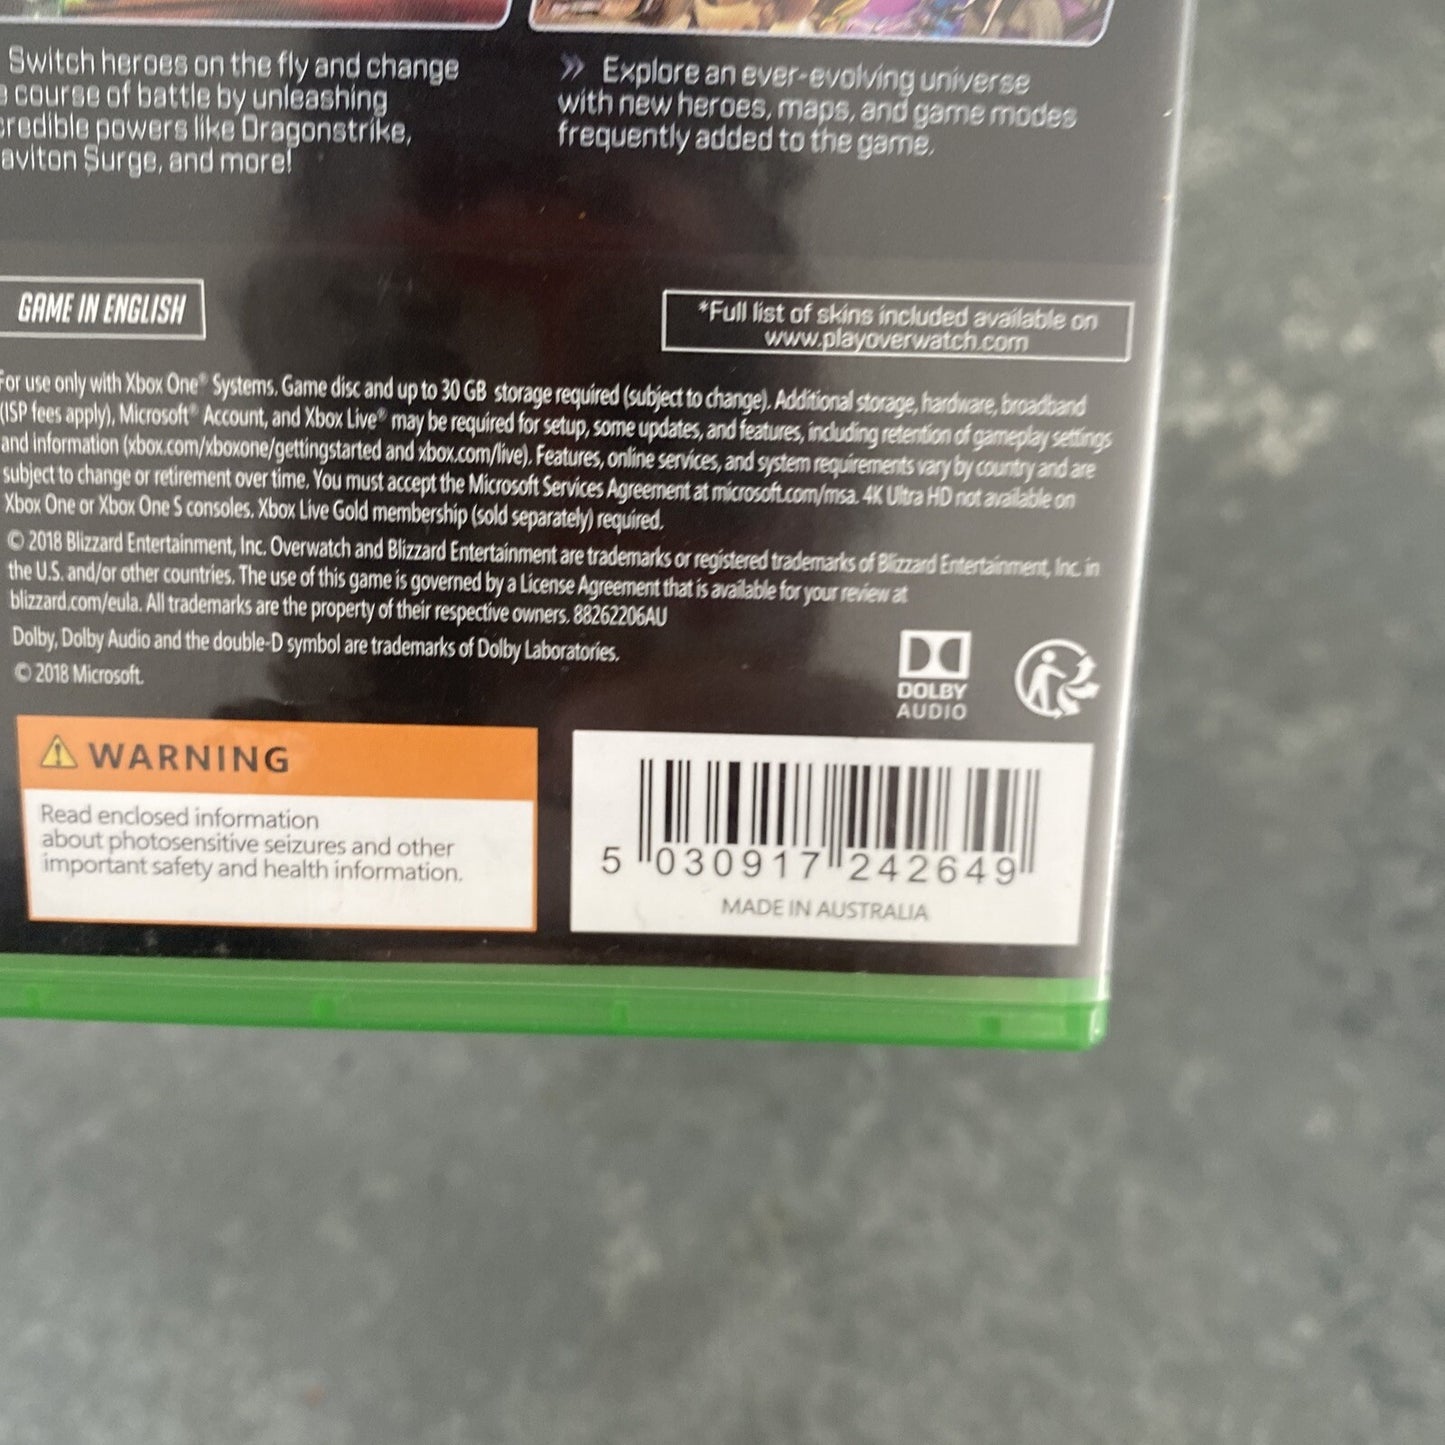 Switch heroes on the fly and change
course of battle by unleashing
powers like Dragonstrike,
Surge, and more!
» Explore an ever-evolving universe
with new heroes, maps, and game modes
frequently added to the game.
GAME IN ENGLISH
*Full list of skins included available on
www.playoverwatch.com
For use only with Xbox One® Systems. Game disc and up to 30 GB storage required (subject to change). Additional storage, hardware, broadband
(ISP fees apply), Microsoft® Account, and Xbox Live® may be required for setup, some updates, and features, including retention of gameplay settings
and information (xbox.com/xboxone/gettingstarted and xbox.com/live). Features, online services, and system requirements vary by country and are
subject to change or retirement over time. You must accept the Microsoft Services Agreement at microsoft.com/msa. 4K Ultra HD not available on
Xbox One or Xbox One S consoles. Xbox Live Gold membership (sold separately) required.
© 2018 Blizzard Entertainment, Inc. Overwatch and Blizzard Entertainment are trademarks or registered trademarks of Blizzard Entertainment, Inc. in
the U.S. and/or other countries. The use of this game is governed by a License Agreement that is available for your review at
blizzard.com/eula. All trademarks are the property of their respective owners. 88262206AU
Dolby, Dolby Audio and the double-D symbol are trademarks of Dolby Laboratories.
© 2018 Microsoft.
DOLBY
AUDIO
WARNING
Read enclosed information
about photosensitive seizures and other
important safety and health information.
5 030917 242649
MADE IN AUSTRALIA